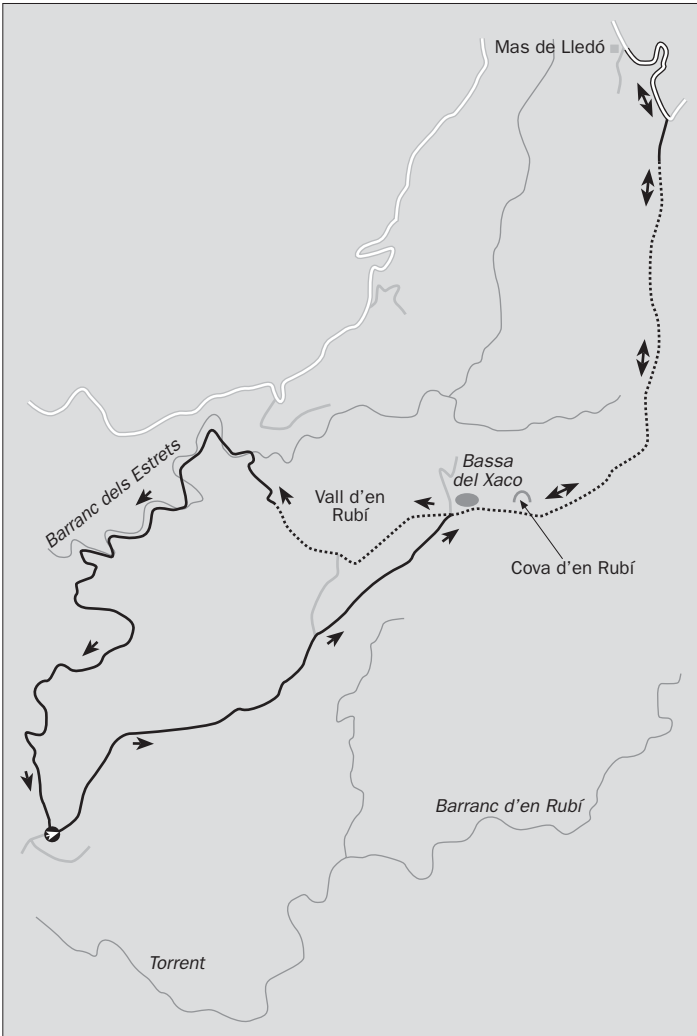 Mas de Lledó
Barranc dels Estrets
Bassa
del Xaco
Vall d'en
Rubí
Cova d'en Rubí
Barranc d'en Rubí
Torrent